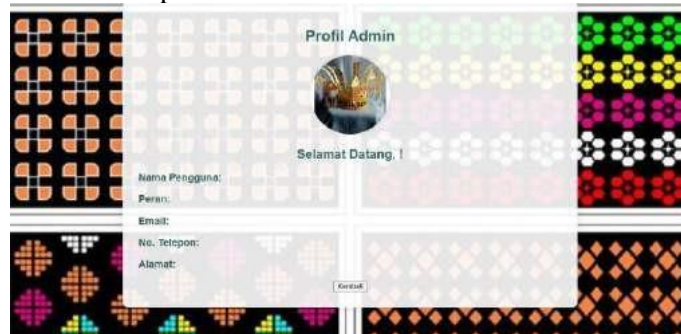 Profil Admin
Selamat Datang, !
Nama Pengguna:
Peran:
Email:
No. Telepon:
Alamat:
Kembali